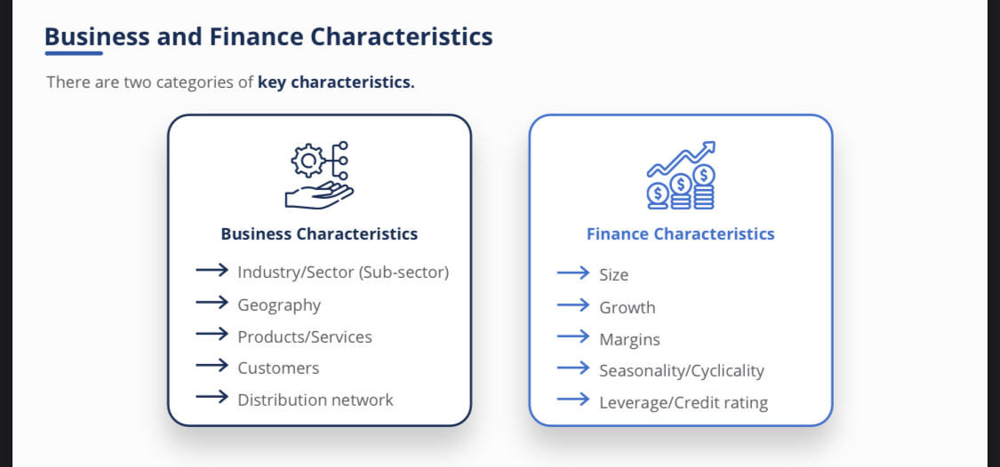 Business and Finance Characteristics
There are two categories of key characteristics.
Business Characteristics
Industry/Sector (Sub-sector)
Geography
Products/Services
Customers
Distribution network
$ $ $
Finance Characteristics
Size
Growth
Margins
Seasonality/Cyclicality
Leverage/Credit rating